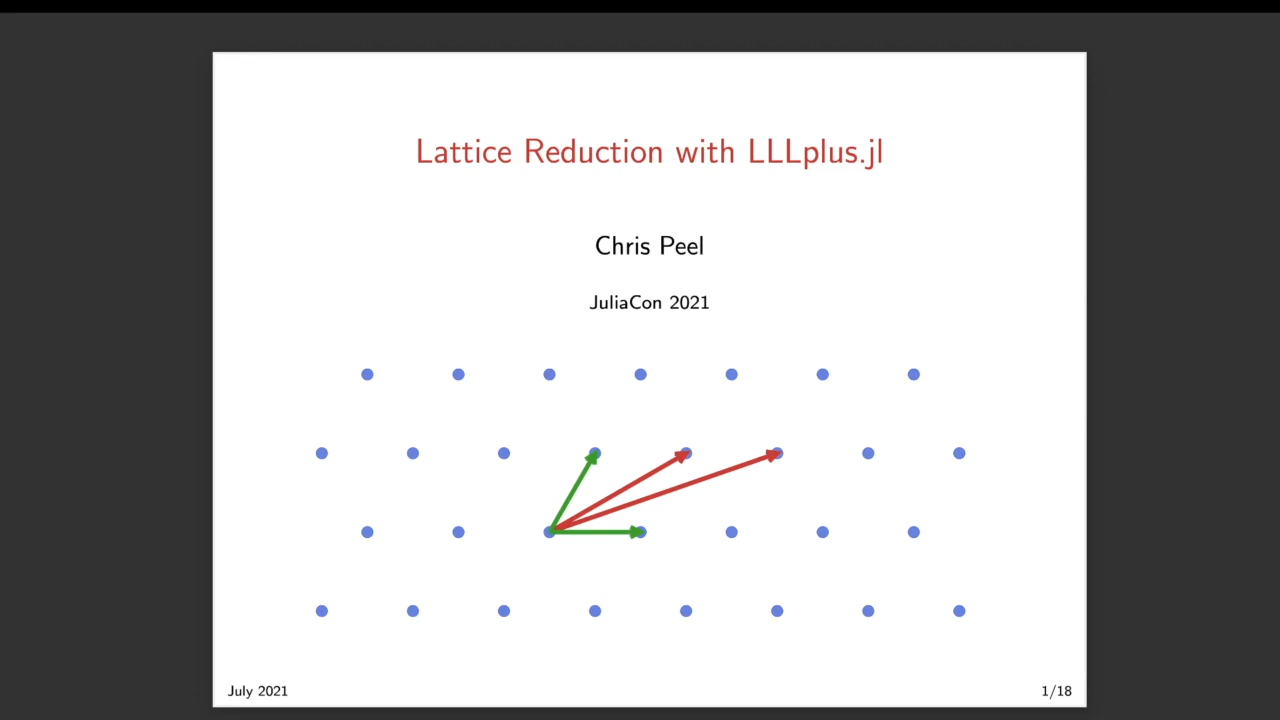 Lattice Reduction with LLLplus.jl
Chris Peel
JuliaCon 2021
July 2021
1/18